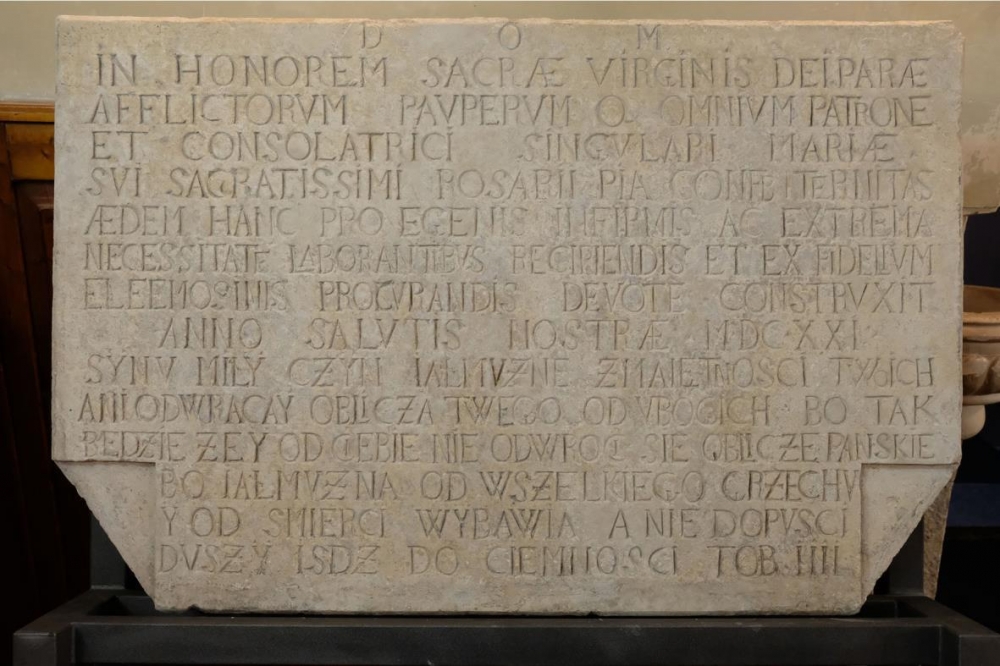 D O M
IN HONOREM SACRÆ VIRGINIS DEIPARÆ
AFFLICTORVM PAVPERVM Q. OMNIVM PATRONE
ET CONSOLATRICI SINGVLARI MARIÆ
SVI SAGRATISSIMI ROSARII PIA CONFRATERNITAS
ÆDEM HANC PRO EGENIS INFIRMIS AC EXTREMA
NECESSITATE LABORANTIBVS RECIPIENDIS ET EX FIDELIVM
ELEEMOSINIS PROCVRANDIS DEVOTE CONSTRVXIT
ANNO SALVTIS NOSTRÆ MDCXXI
SYNV MILY CZYN IALMVZNE ZMAIETNOSCI TWOICH
ANI ODWRACAY OBLICZA TWEGO OD VBOGICH BO TAK
BEDZIE ZEY OD CIEBIE NIE ODWROCI SIE OBLICZE PANSKIE
BO IALMVZNA OD WSZELKIEGO GRZECHV
Y OD SMIERCI WYBAWIA A NIE DOPVSCI
DVSZY ISDZ DO CIEMNOSCI TOB: IIII